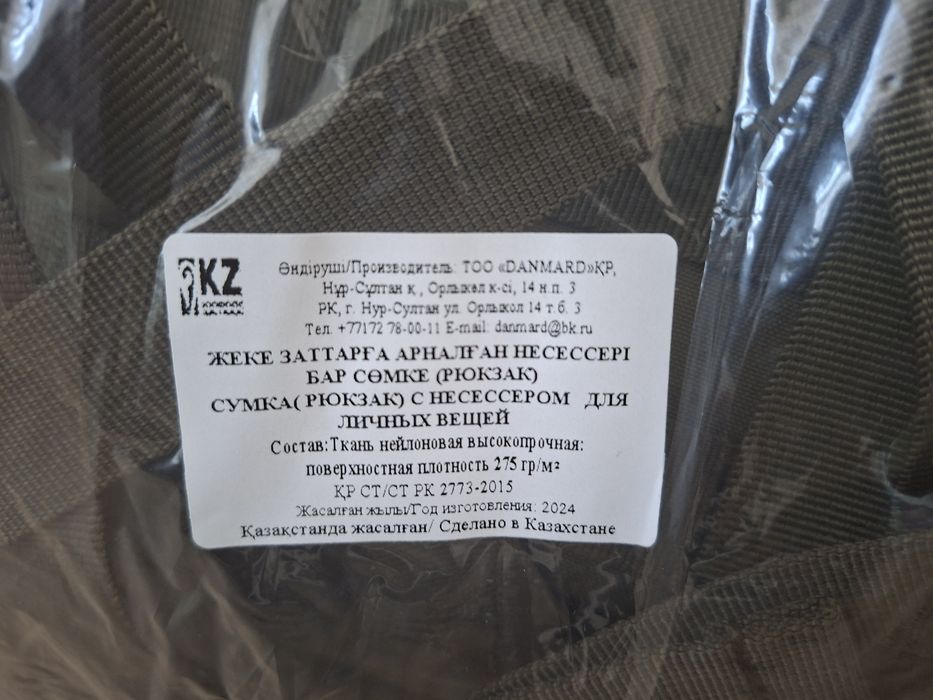 KZ
Өндіруші/Производитель: ТОО «DANMARD»ҚР,
Нұр-Сұлтан қ., Орлыкөл к-сі, 14 н.п. 3
РК, г. Нур-Султан ул. Орлыкол 14 т.б. 3
Тел. +77172 78-00-11 E-mail: danmard@bk.ru
ЖЕКЕ ЗАТТАРҒА АРНАЛҒАН НЕСЕССЕРІ
БАР СӨМКЕ (РЮКЗАК)
СУМКА( РЮКЗАК) С НЕСЕССЕРОМ ДЛЯ
ЛИЧНЫХ ВЕЩЕЙ
Состав:Ткань нейлоновая высокопрочная:
поверхностная плотность 275 гр/м²
ҚР СТ/СТ РК 2773-2015
Жасалған жылы/Год изготовления: 2024
Қазақстанда жасалған/ Сделано в Казахстане